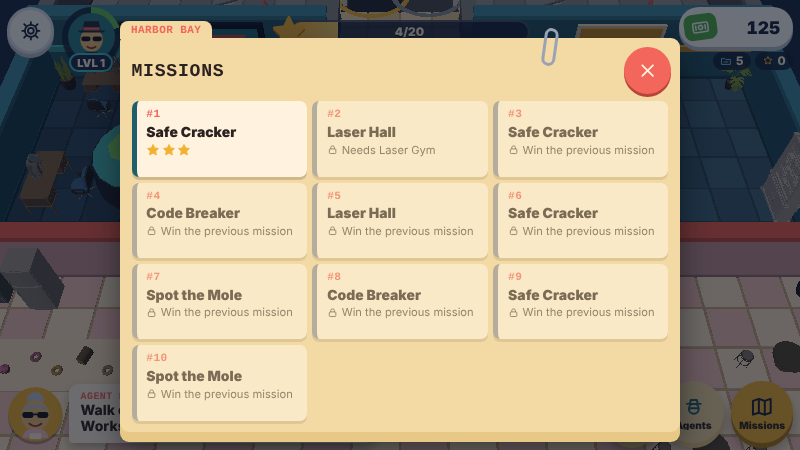 HARBOR BAY
4/20
125
LVL 1
5
0
MISSIONS
#1
Safe Cracker
#2
Laser Hall
Needs Laser Gym
#3
Safe Cracker
Win the previous mission
#4
Code Breaker
Win the previous mission
#5
Laser Hall
Win the previous mission
#6
Safe Cracker
Win the previous mission
#7
Spot the Mole
Win the previous mission
#8
Code Breaker
Win the previous mission
#9
Safe Cracker
Win the previous mission
#10
Spot the Mole
Win the previous mission
AGENT
Walk
Works
Agents
Missions